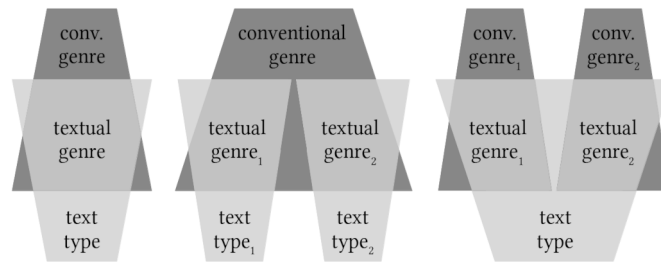 conv.
genre
textual
genre
text
type
conventional
genre
textual
genre₁
textual
genre₂
text
type₁
text
type₂
conv.
genre₁
conv.
genre₂
textual
genre₁
textual
genre₂
text
type